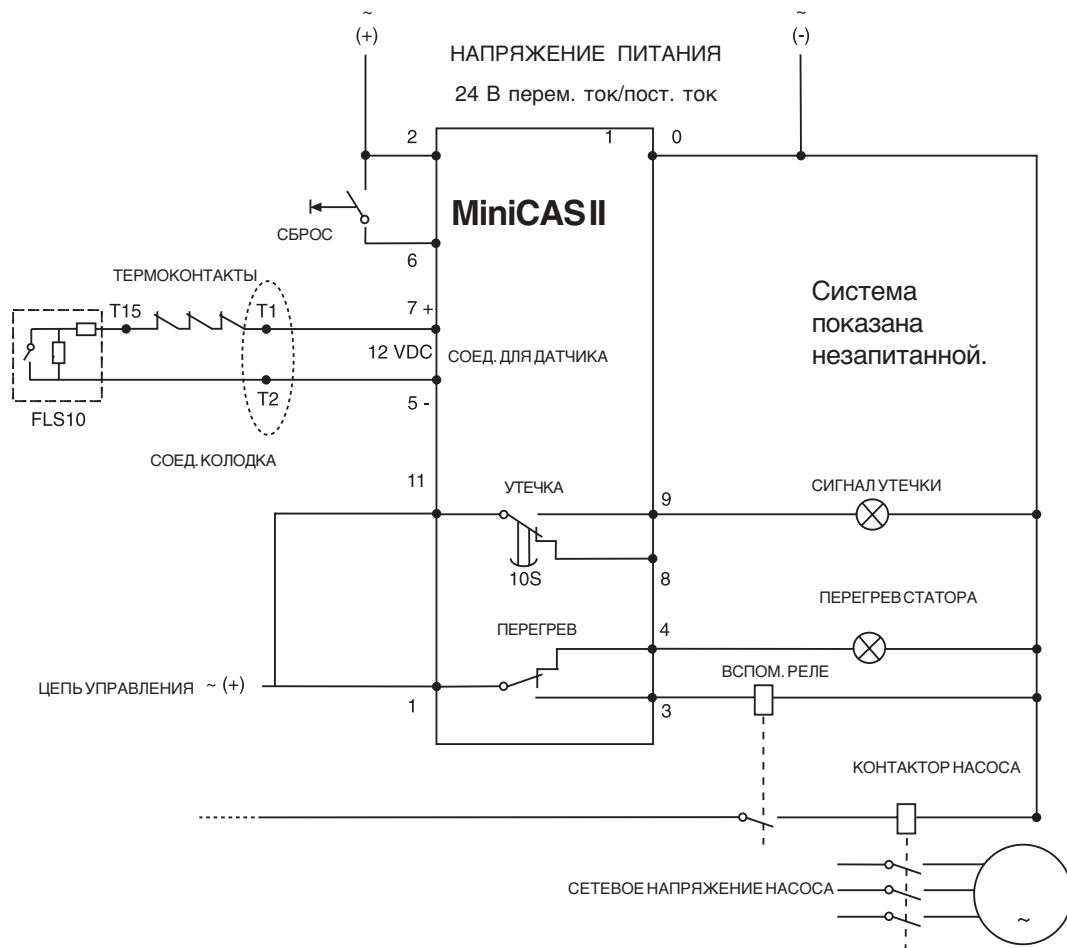 ~ ~
(+) (-)
НАПРЯЖЕНИЕ ПИТАНИЯ
24 В перем. ток/пост. ток
2 1 0
MiniCAS II
СБРОС
6
ТЕРМОКОНТАКТЫ
T15 T1 7 +
12 VDC СОЕД. ДЛЯ ДАТЧИКА
T2 5 -
FLS10
СОЕД. КОЛОДКА
Система
показана
незапитанной.
11 УТЕЧКА 9 СИГНАЛ УТЕЧКИ
10S 8
ПЕРЕГРЕВ СТАТОРА
ПЕРЕГРЕВ 4
ВСПОМ. РЕЛЕ
ЦЕПЬ УПРАВЛЕНИЯ ~ (+)
1 3
КОНТАКТОР НАСОСА
СЕТЕВОЕ НАПРЯЖЕНИЕ НАСОСА
~